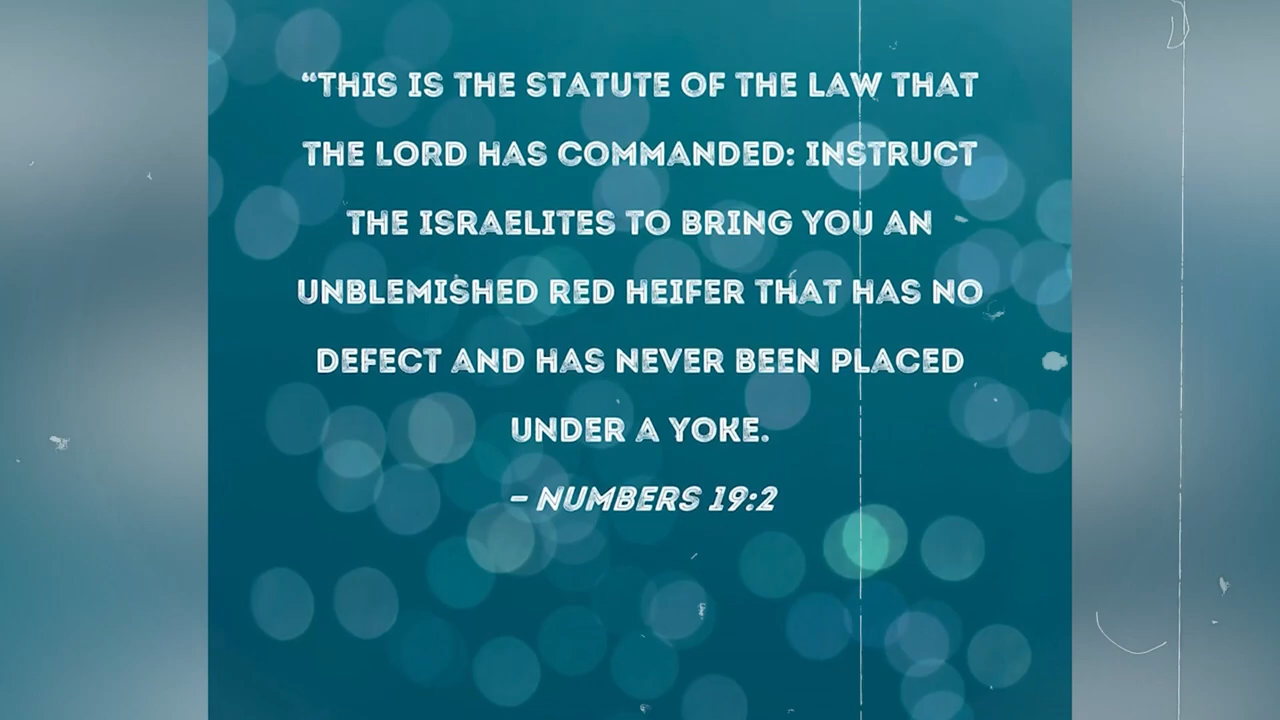 “THIS IS THE STATUTE OF THE LAW THAT
THE LORD HAS COMMANDED: INSTRUCT
THE ISRAELITES TO BRING YOU AN
UNBLEMISHED RED HEIFER THAT HAS NO
DEFECT AND HAS NEVER BEEN PLACED
UNDER A YOKE.
– NUMBERS 19:2